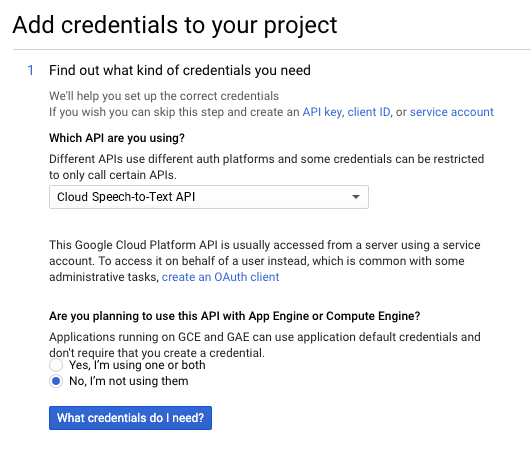 Add credentials to your project
1 Find out what kind of credentials you need
We'll help you set up the correct credentials
If you wish you can skip this step and create an API key, client ID, or service account
Which API are you using?
Different APIs use different auth platforms and some credentials can be restricted
to only call certain APIs.
Cloud Speech-to-Text API
This Google Cloud Platform API is usually accessed from a server using a service
account. To access it on behalf of a user instead, which is common with some
administrative tasks, create an OAuth client
Are you planning to use this API with App Engine or Compute Engine?
Applications running on GCE and GAE can use application default credentials and
don't require that you create a credential.
Yes, I'm using one or both
No, I'm not using them
What credentials do I need?